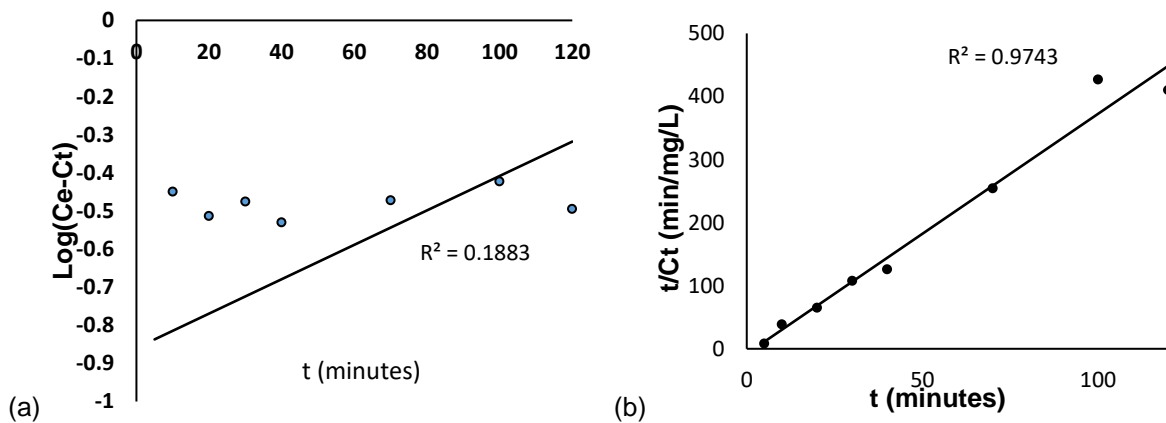 0
-0.1
-0.2
-0.3
-0.4
-0.5
-0.6
-0.7
-0.8
-0.9
-1
0 20 40 60 80 100 120
Log(Ce-Ct)
R² = 0.1883
t (minutes)
(a)
500
400
300
200
100
0
0 50 100
t/Ct (min/mg/L)
R² = 0.9743
t (minutes)
(b)